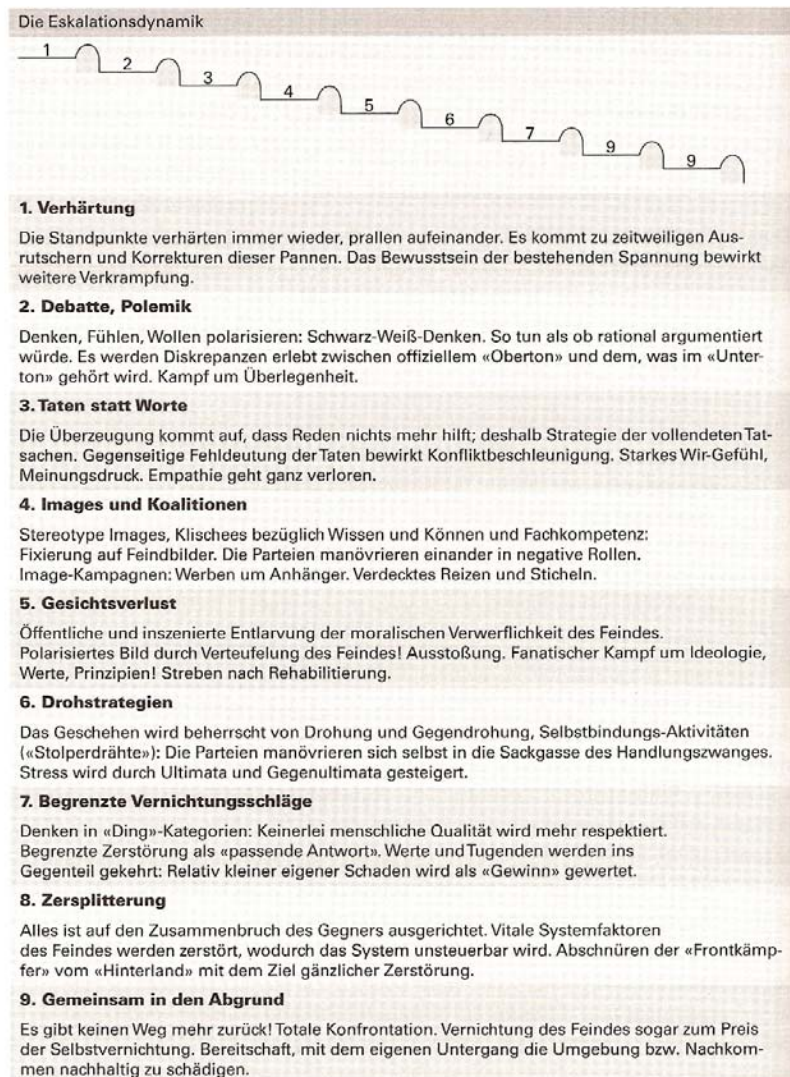 Die Eskalationsdynamik
1
2
3
4
5
6
7
9
9
1. Verhärtung
Die Standpunkte verhärten immer wieder, prallen aufeinander. Es kommt zu zeitweiligen Aus-
rutschern und Korrekturen dieser Pannen. Das Bewusstsein der bestehenden Spannung bewirkt
weitere Verkrampfung.
2. Debatte, Polemik
Denken, Fühlen, Wollen polarisieren: Schwarz-Weiß-Denken. So tun als ob rational argumentiert
würde. Es werden Diskrepanzen erlebt zwischen offiziellem «Oberton» und dem, was im «Unter-
ton» gehört wird. Kampf um Überlegenheit.
3. Taten statt Worte
Die Überzeugung kommt auf, dass Reden nichts mehr hilft; deshalb Strategie der vollendeten Tat-
sachen. Gegenseitige Fehldeutung der Taten bewirkt Konfliktbeschleunigung. Starkes Wir-Gefühl,
Meinungsdruck. Empathie geht ganz verloren.
4. Images und Koalitionen
Stereotype Images, Klischees bezüglich Wissen und Können und Fachkompetenz:
Fixierung auf Feindbilder. Die Parteien manövrieren einander in negative Rollen.
Image-Kampagnen: Werben um Anhänger. Verdecktes Reizen und Sticheln.
5. Gesichtsverlust
Öffentliche und inszenierte Entlarvung der moralischen Verwerflichkeit des Feindes.
Polarisiertes Bild durch Verteufelung des Feindes! Ausstoßung. Fanatischer Kampf um Ideologie,
Werte, Prinzipien! Streben nach Rehabilitierung.
6. Drohstrategien
Das Geschehen wird beherrscht von Drohung und Gegendrohung, Selbstbindungs-Aktivitäten
(«Stolperdrähte»): Die Parteien manövrieren sich selbst in die Sackgasse des Handlungszwanges.
Stress wird durch Ultimata und Gegenultimata gesteigert.
7. Begrenzte Vernichtungsschläge
Denken in «Ding»-Kategorien: Keinerlei menschliche Qualität wird mehr respektiert.
Begrenzte Zerstörung als «passende Antwort». Werte und Tugenden werden ins
Gegenteil gekehrt: Relativ kleiner eigener Schaden wird als «Gewinn» gewertet.
8. Zersplitterung
Alles ist auf den Zusammenbruch des Gegners ausgerichtet. Vitale Systemfaktoren
des Feindes werden zerstört, wodurch das System unsteuerbar wird. Abschnüren der «Frontkämp-
fer» vom «Hinterland» mit dem Ziel gänzlicher Zerstörung.
9. Gemeinsam in den Abgrund
Es gibt keinen Weg mehr zurück! Totale Konfrontation. Vernichtung des Feindes sogar zum Preis
der Selbstvernichtung. Bereitschaft, mit dem eigenen Untergang die Umgebung bzw. Nachkom-
men nachhaltig zu schädigen.